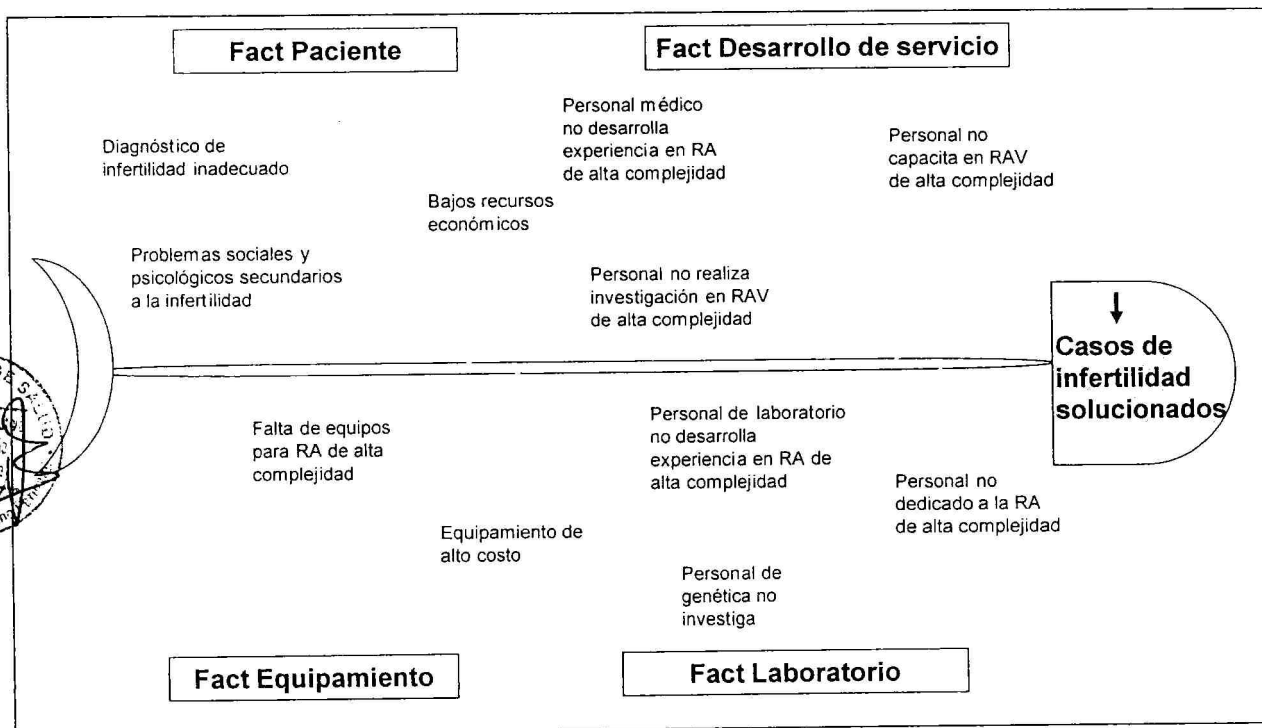 Fact Paciente
Fact Desarrollo de servicio
Diagnóstico de
infertilidad inadecuado
Bajos recursos
económicos
Problemas sociales y
psicológicos secundarios
a la infertilidad
Personal médico
no desarrolla
experiencia en RA
de alta complejidad
Personal no
capacita en RAV
de alta complejidad
Personal no realiza
investigación en RAV
de alta complejidad
Casos de
infertilidad
solucionados
Falta de equipos
para RA de alta
complejidad
Equipamiento de
alto costo
Personal de laboratorio
no desarrolla
experiencia en RA de
alta complejidad
Personal no
dedicado a la RA
de alta complejidad
Personal de
genética no
investiga
Fact Equipamiento
Fact Laboratorio
SALUD